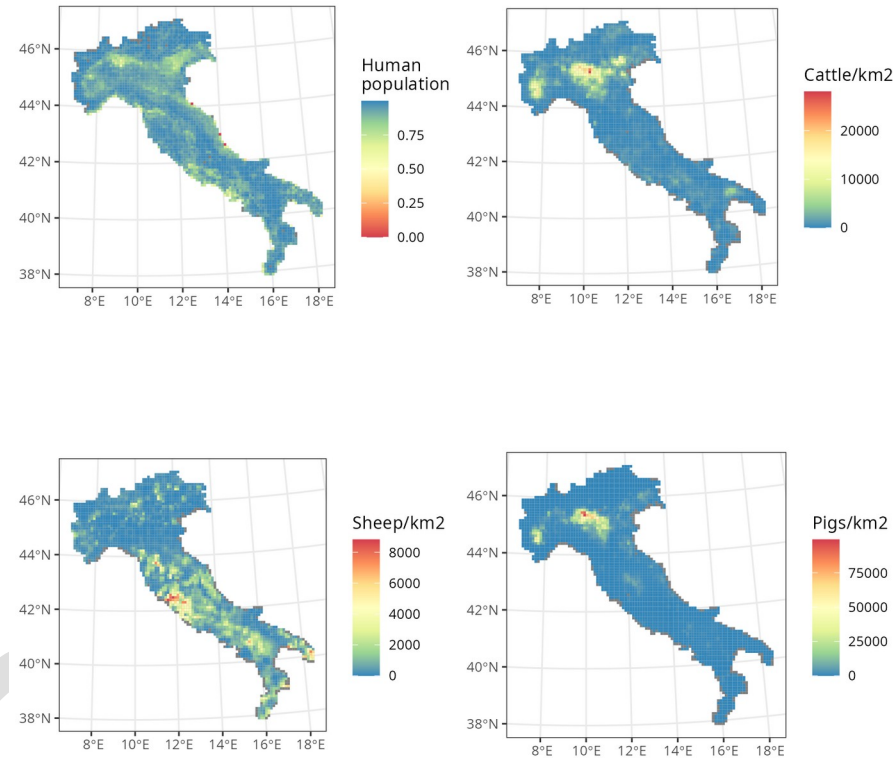 46°N
44°N
42°N
40°N
38°N
8°E 10°E 12°E 14°E 16°E 18°E
Human
population
0.75
0.50
0.25
0.00
46°N
44°N
42°N
40°N
38°N
8°E 10°E 12°E 14°E 16°E 18°E
Cattle/km2
20000
10000
0
46°N
44°N
42°N
40°N
38°N
8°E 10°E 12°E 14°E 16°E 18°E
Sheep/km2
8000
6000
4000
2000
0
46°N
44°N
42°N
40°N
38°N
8°E 10°E 12°E 14°E 16°E 18°E
Pigs/km2
75000
50000
25000
0